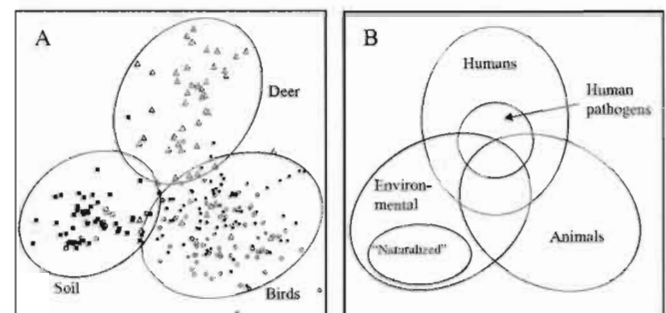 A
Deer
Soil
Birds
B
Humans
Human
pathogens
Environ-
mental
"Naturalized"
Animals